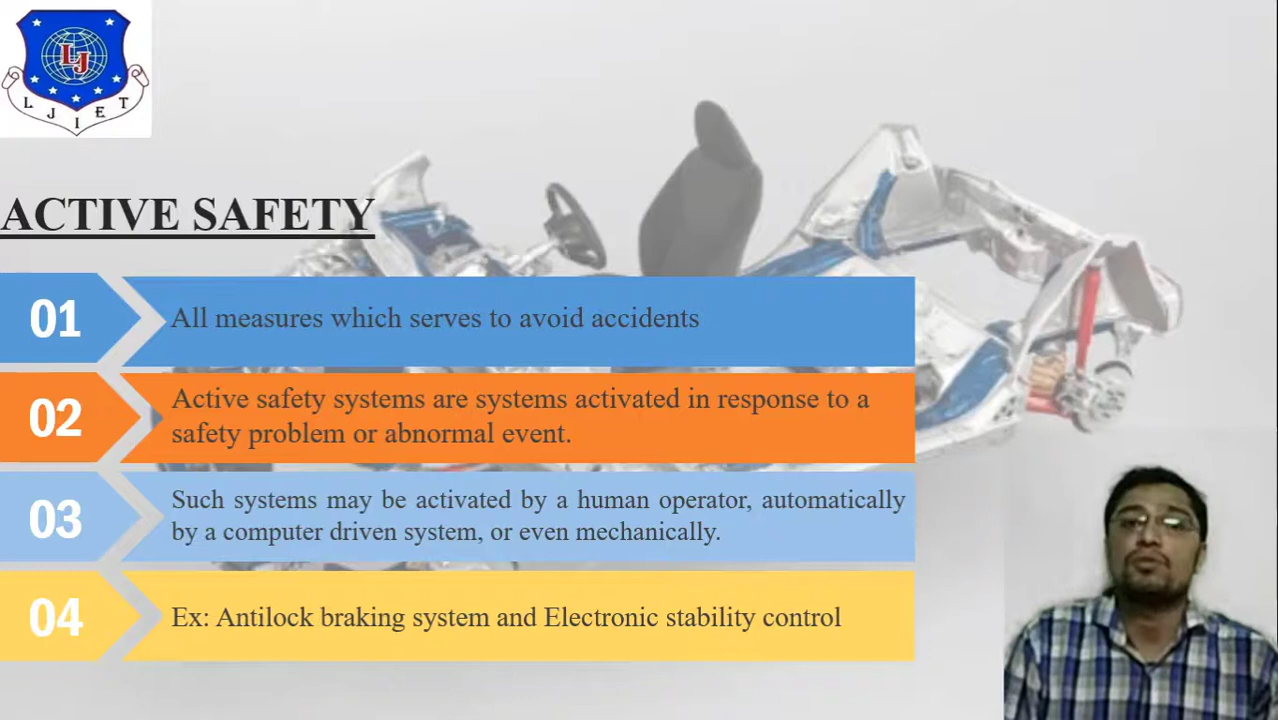 LJ
LJIET
ACTIVE SAFETY
01
All measures which serves to avoid accidents
02
Active safety systems are systems activated in response to a
safety problem or abnormal event.
03
Such systems may be activated by a human operator, automatically
by a computer driven system, or even mechanically.
04
Ex: Antilock braking system and Electronic stability control